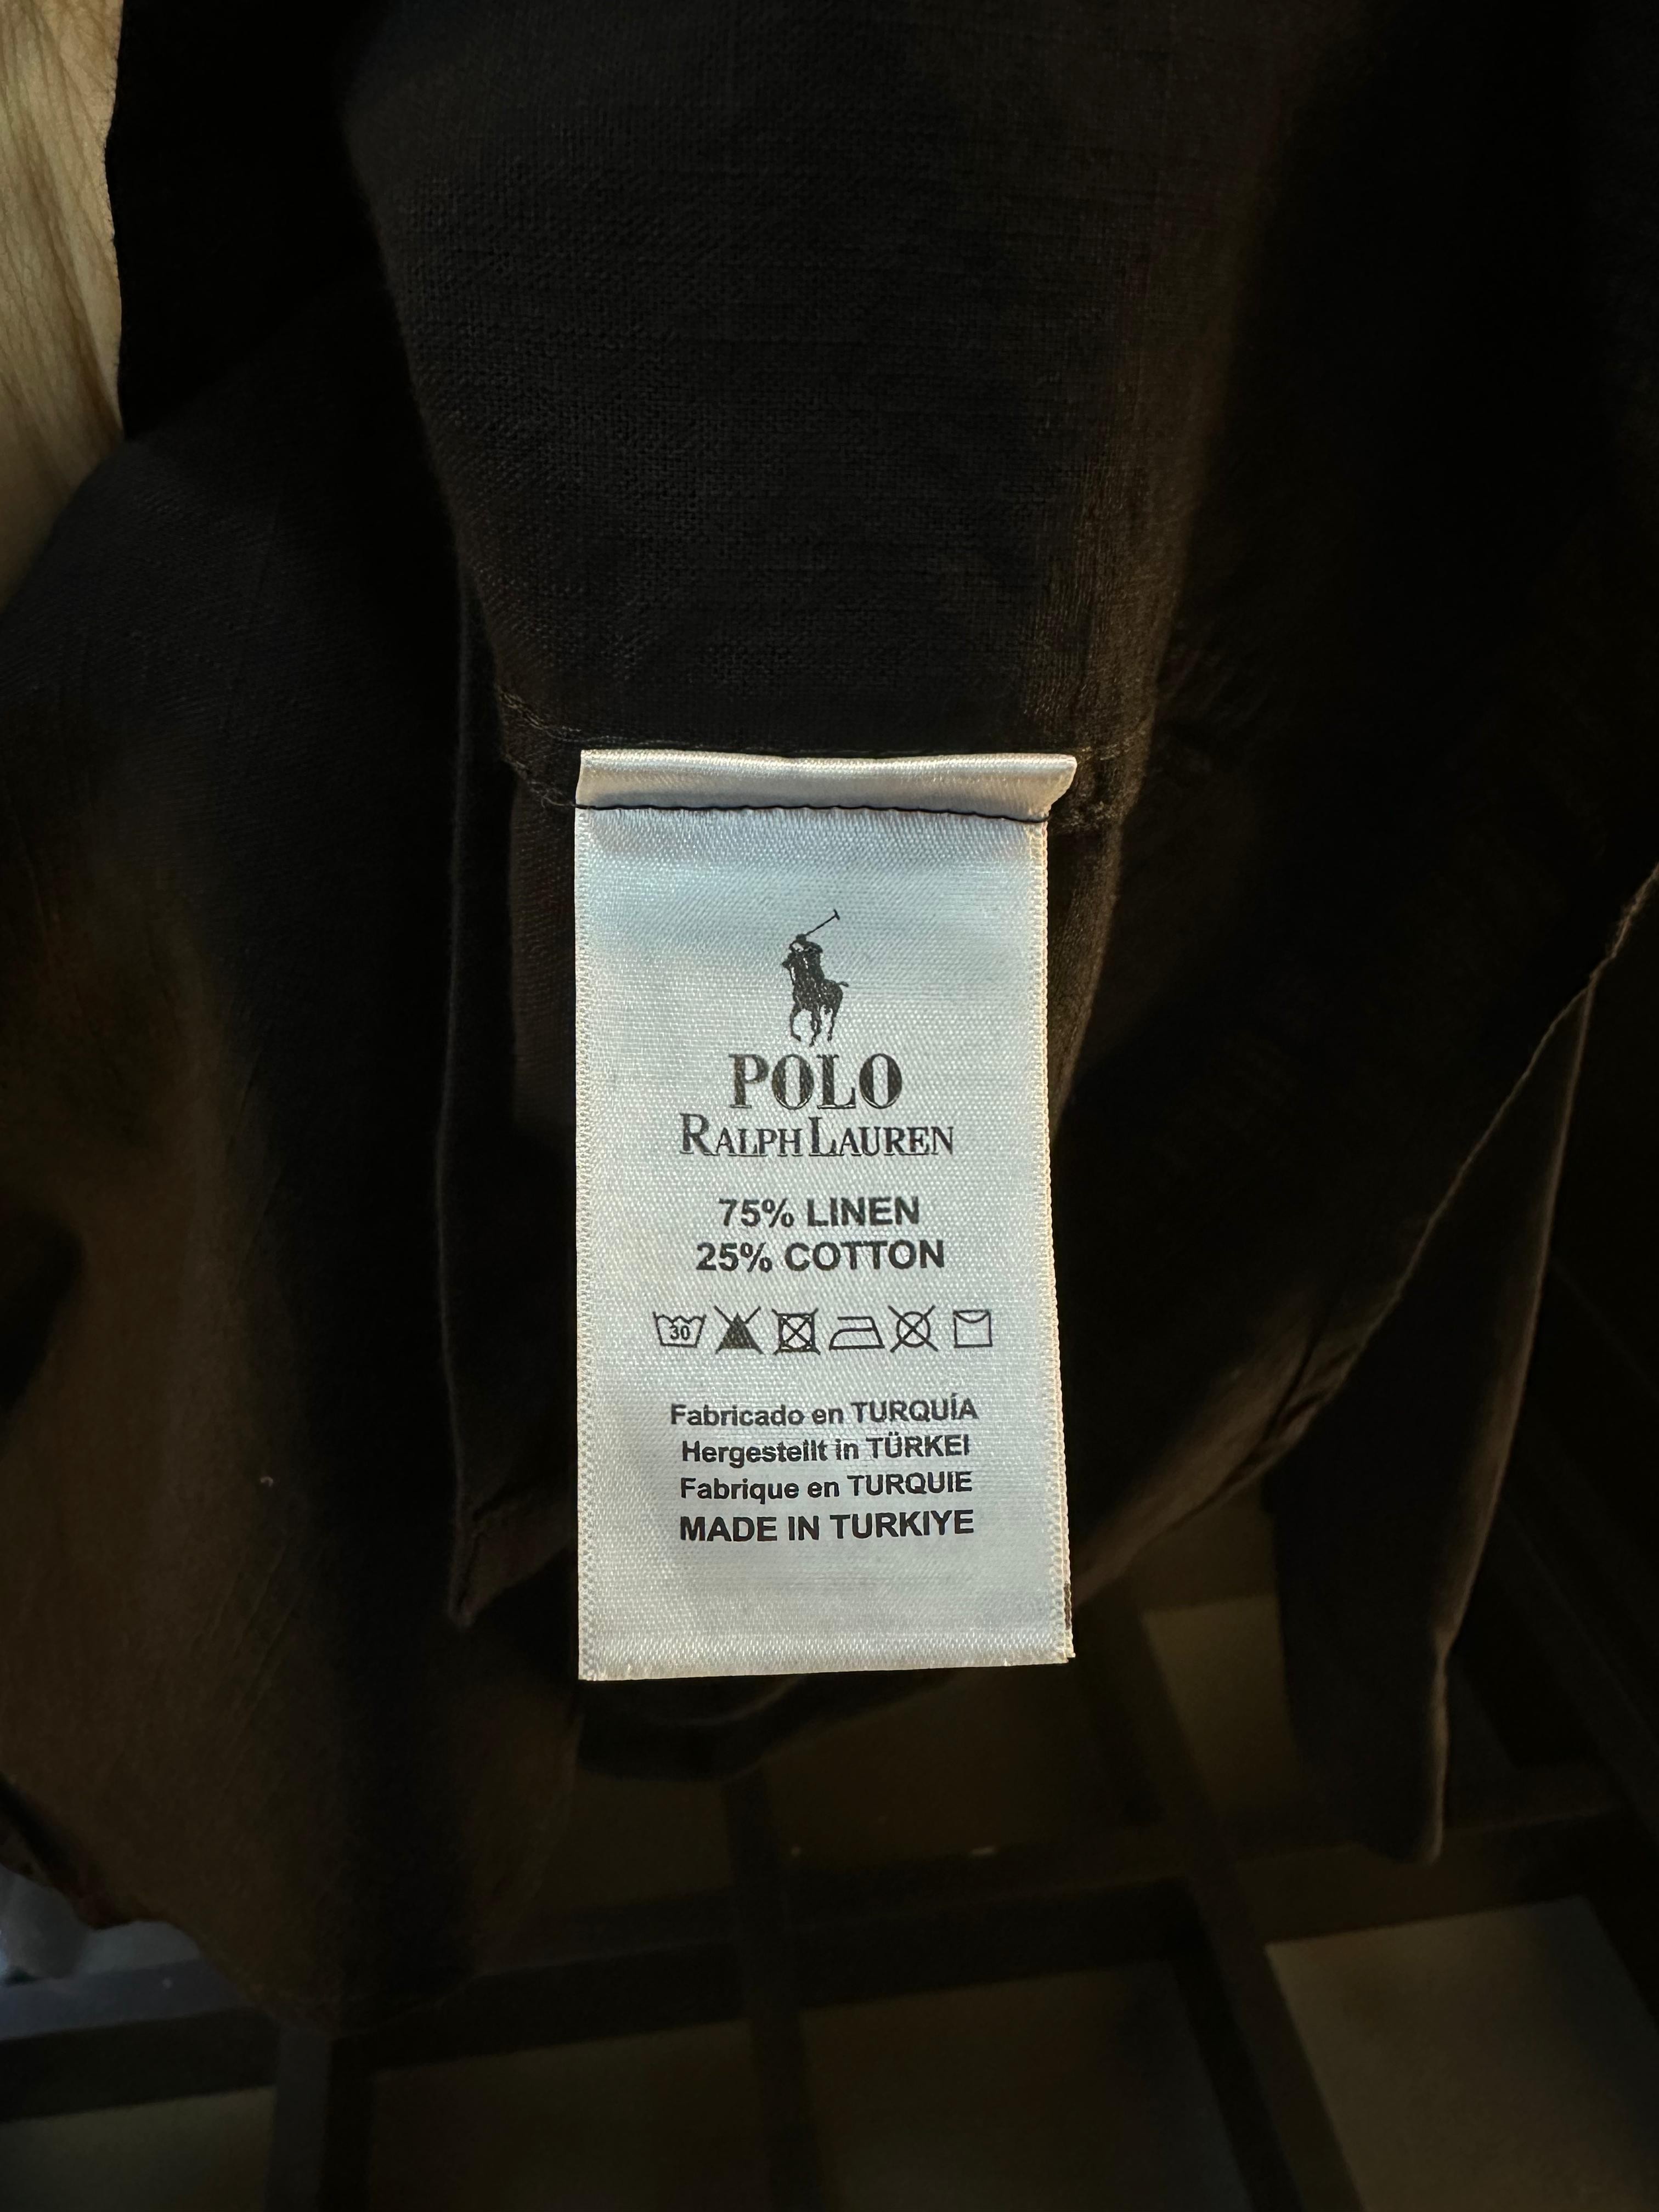 POLO
RALPH LAUREN
75% LINEN
25% COTTON
30
Fabricado en TURQUÍA
Hergestellt in TÜRKEI
Fabrique en TURQUIE
MADE IN TURKIYE